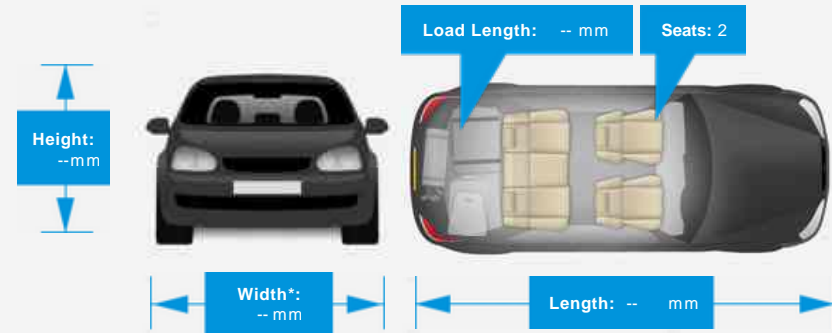 Load Length: -- mm
Seats: 2
Height:
--mm
Width*:
-- mm
Length: -- mm